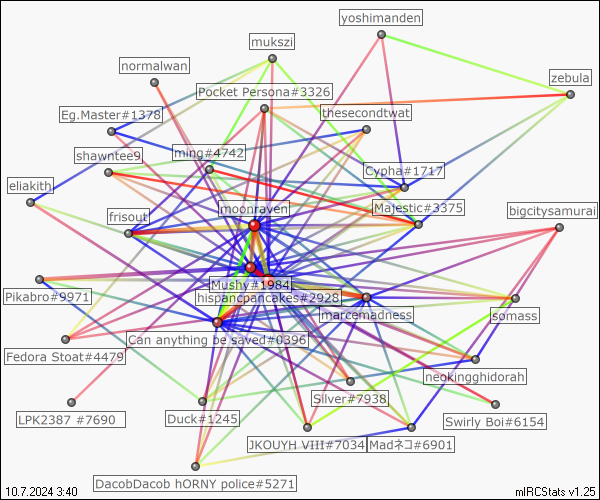 yoshimanden
mukszi
normalwan
zebula
Pocket Persona#3326
Eg.Master#1378
thesecondtwat
shawntee9
ming#4742
Cypha#1717
eliakith
moonraven
Majestic#3375
bigcitysamurai
frisout
Mushy#1984
Pikabro#9971
hispancpancakes#2928
marcemadness
somass
Can anything be saved#0396
Fedora Stoat#4479
neokingghidorah
Silver#7938
LPK2387 #7690
Duck#1245
Swirly Boi#6154
JKOUYH VIII#7034
Madネコ#6901
DacobDacob hORNY police#5271
10.7.2024 3:40
mIRCStats v1.25